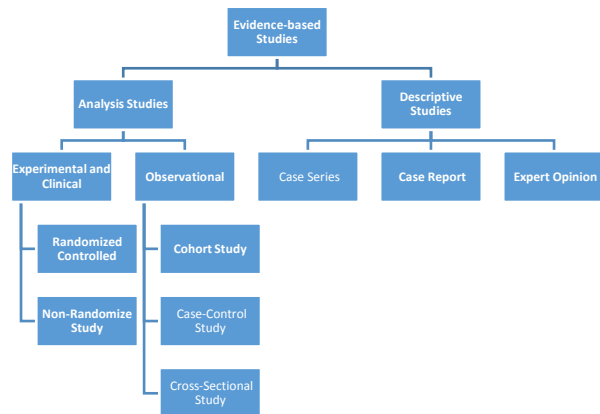 Evidence-based
Studies
Analysis Studies
Descriptive
Studies
Experimental and
Clinical
Observational
Case Series
Case Report
Expert Opinion
Randomized
Controlled
Cohort Study
Non-Randomize
Study
Case-Control
Study
Cross-Sectional
Study